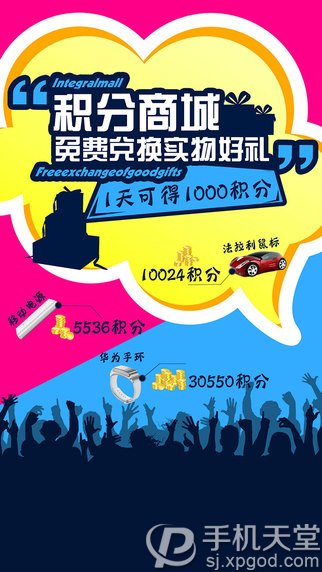 Integralmall
积分商城
免费兑换实物好礼
Freeexchangeofgoodgifts
1天可得1000积分
法拉利鼠标
10024积分
移动电源
5536积分
华为手环
30550积分
手机天堂
sj.xpgod.com